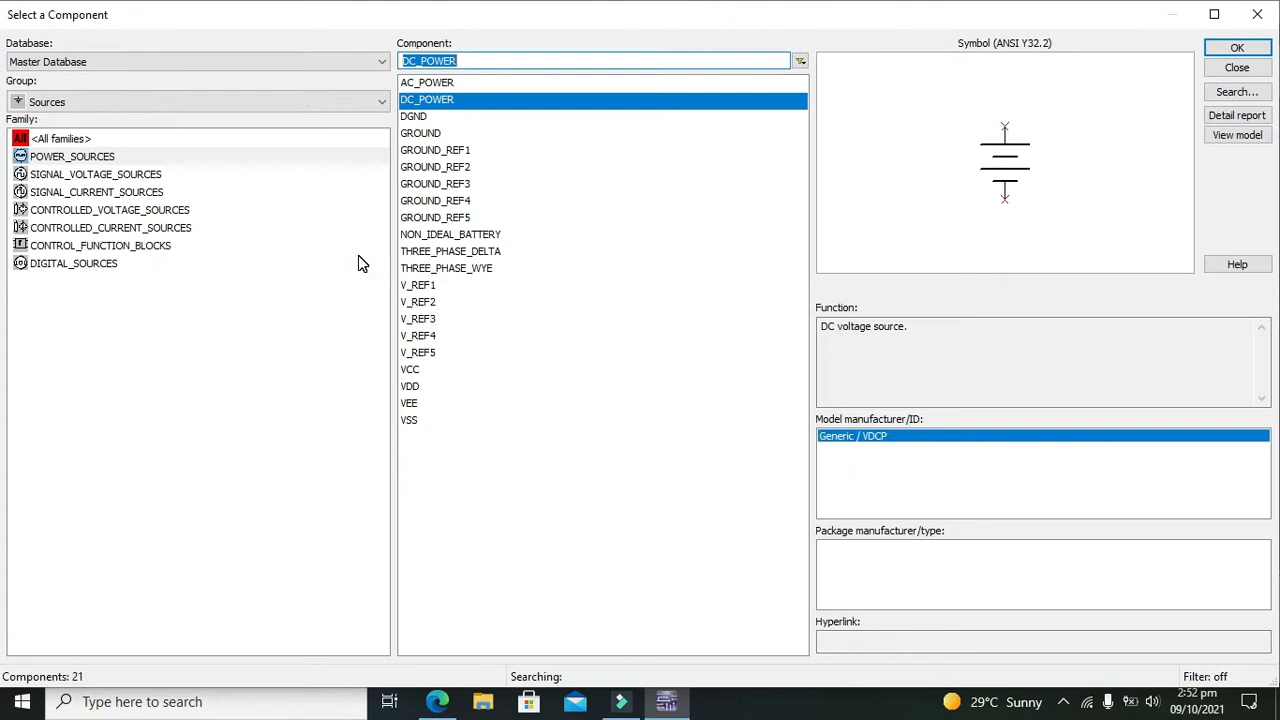 Select a Component
Database:
Master Database
Group:
Sources
Family:
All <All families>
POWER_SOURCES
SIGNAL_VOLTAGE_SOURCES
SIGNAL_CURRENT_SOURCES
CONTROLLED_VOLTAGE_SOURCES
CONTROLLED_CURRENT_SOURCES
CONTROL_FUNCTION_BLOCKS
DIGITAL_SOURCES
Component:
DC_POWER
AC_POWER
DC_POWER
DGND
GROUND
GROUND_REF1
GROUND_REF2
GROUND_REF3
GROUND_REF4
GROUND_REF5
NON_IDEAL_BATTERY
THREE_PHASE_DELTA
THREE_PHASE_WYE
V_REF1
V_REF2
V_REF3
V_REF4
V_REF5
VCC
VDD
VEE
VSS
Symbol (ANSI Y32.2)
Function:
DC voltage source.
Model manufacturer/ID:
Generic / VDCP
Package manufacturer/type:
Hyperlink:
OK
Close
Search...
Detail report
View model
Help
Components: 21
Searching:
Filter: off
Type here to search
29°C Sunny
2:52 pm
09/10/2021